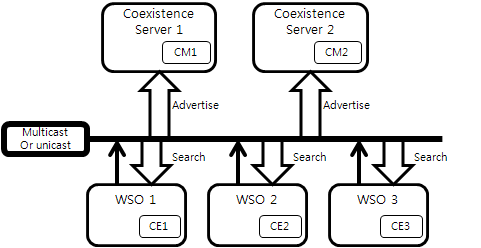 Coexistence
Server 1
CM1
Coexistence
Server 2
CM2
Advertise
Advertise
Multicast
Or unicast
Search
Search
Search
WSO 1
CE1
WSO 2
CE2
WSO 3
CE3